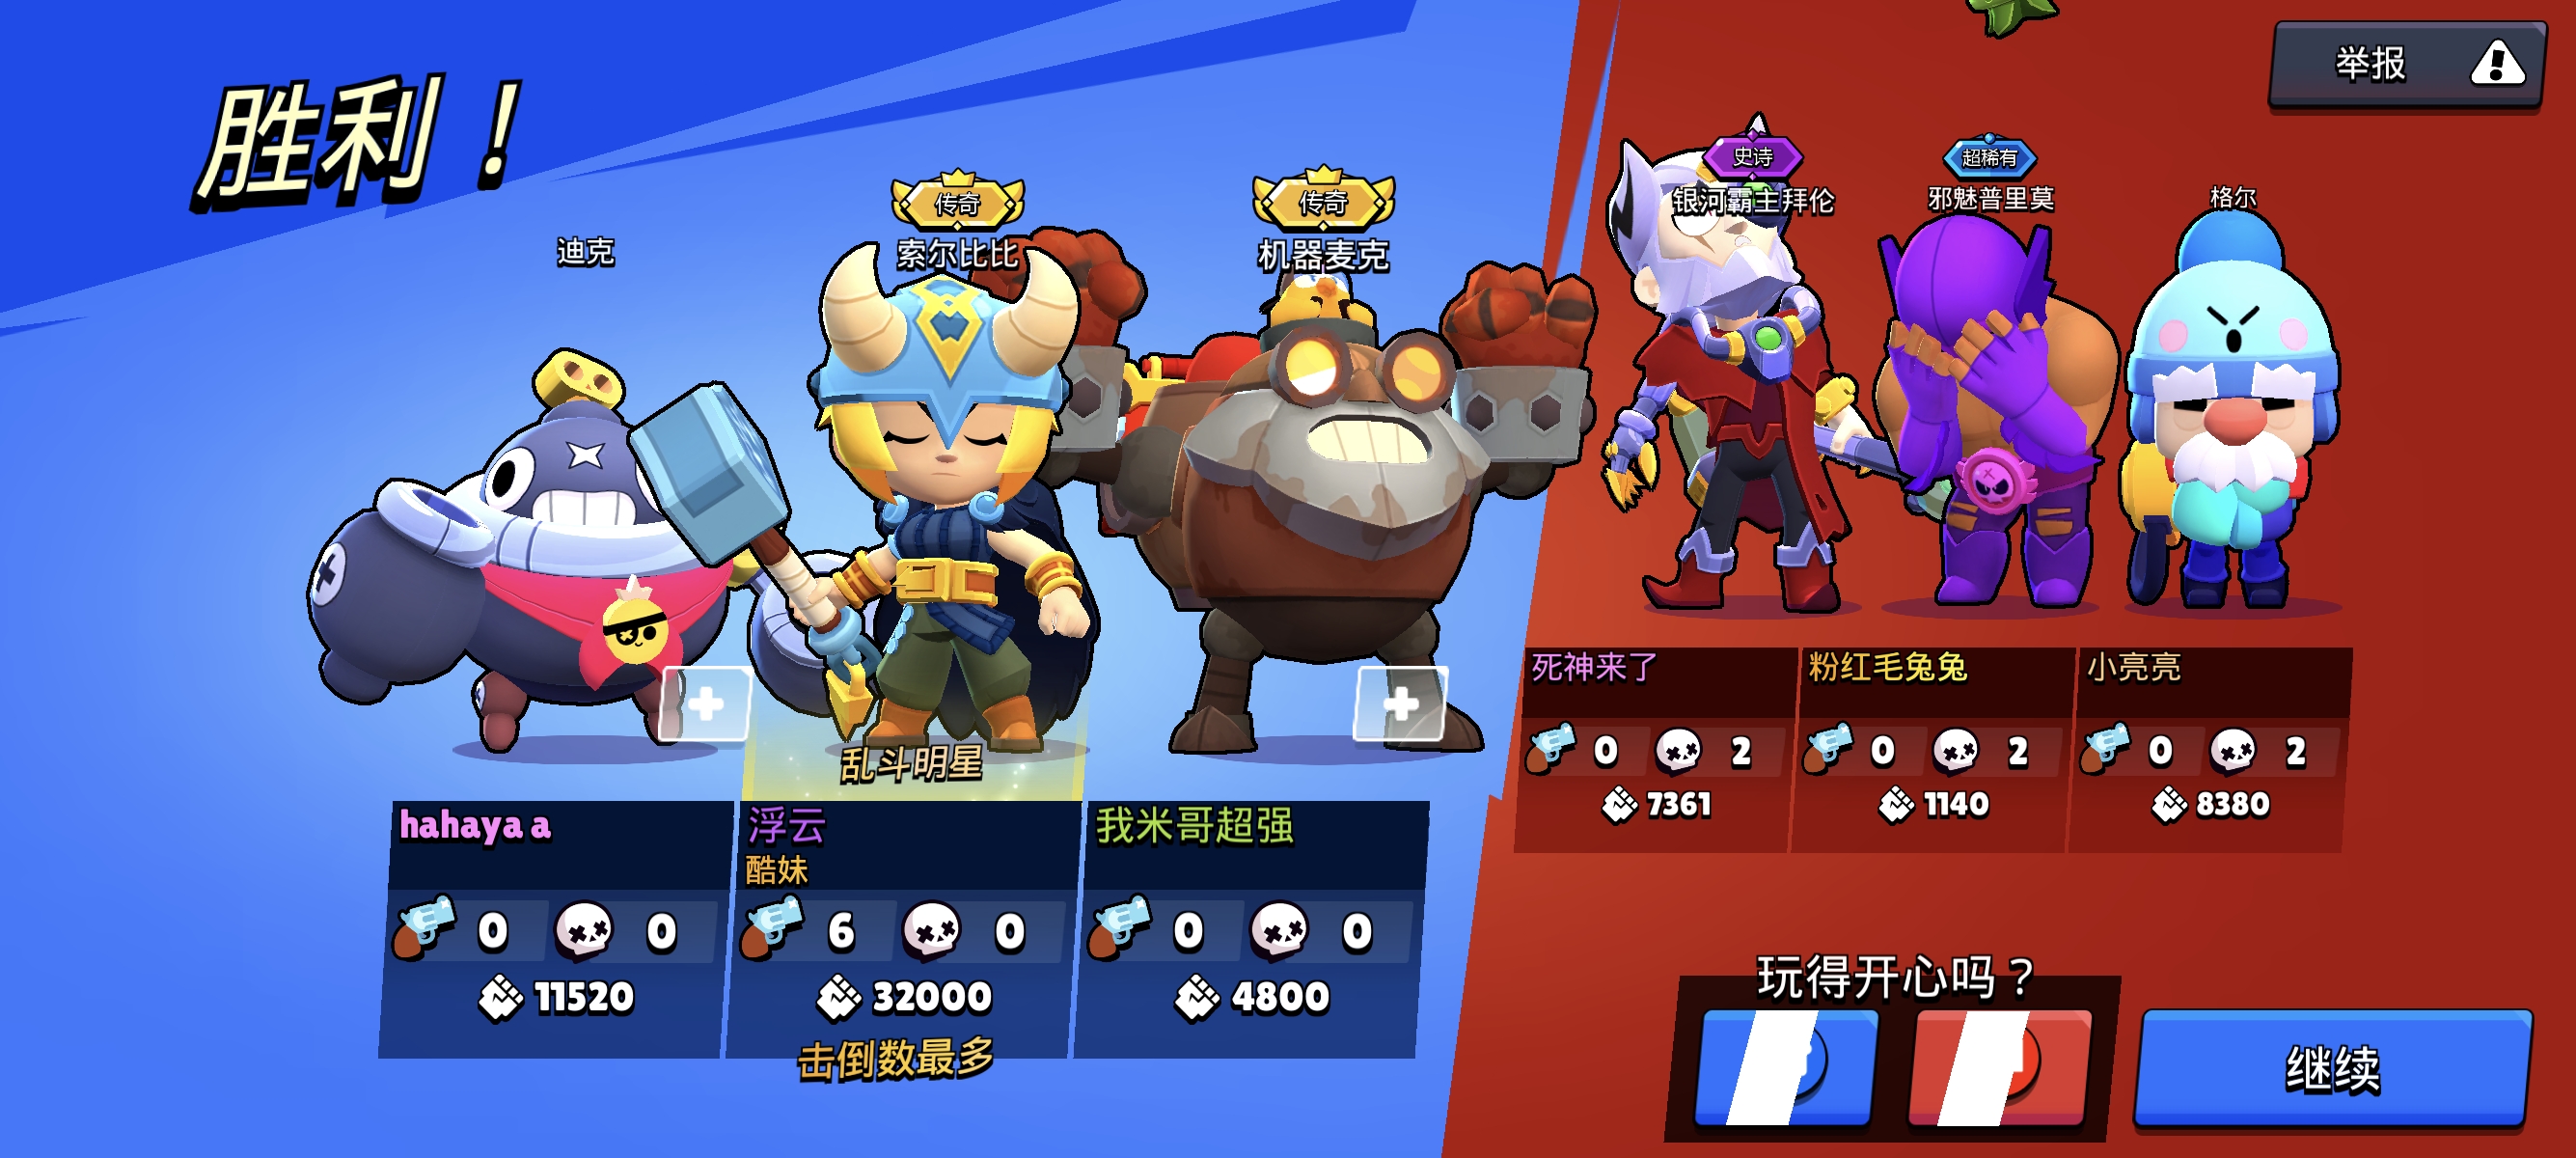 胜利！
举报
迪克
传奇
索尔比比
传奇
机器麦克
史诗
银河霸主拜伦
超稀有
邪魅普里莫
格尔
乱斗明星
hahaya a
0 0
11520
浮云
酷妹
6 0
32000
击倒数最多
我米哥超强
0 0
4800
死神来了
0 2
7361
粉红毛兔兔
0 2
1140
小亮亮
0 2
8380
玩得开心吗？
继续